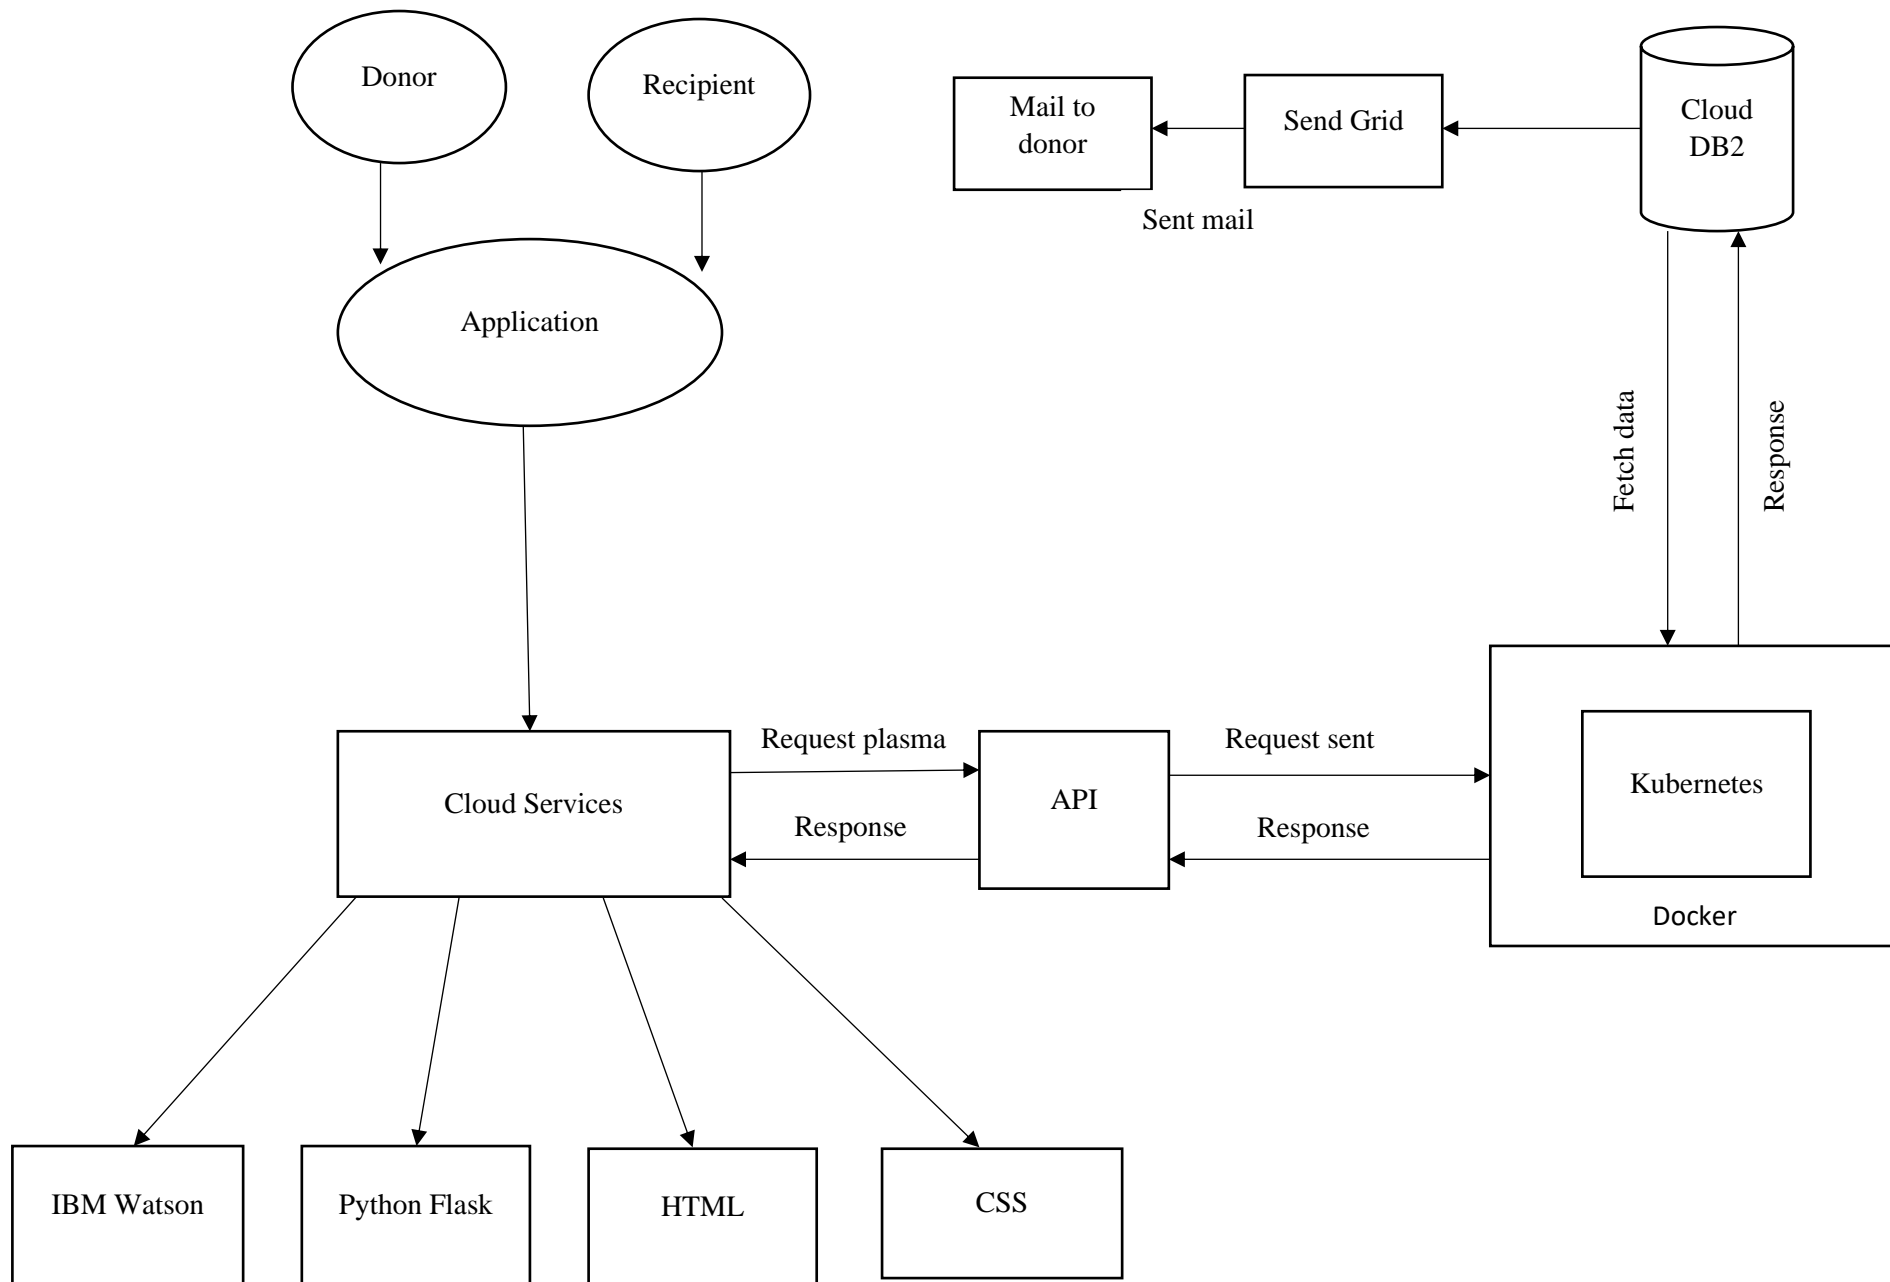 Donor
Recipient
Mail to
donor
Send Grid
Cloud
DB2
Sent mail
Application
Fetch data
Response
Request plasma
Request sent
Cloud Services
API
Kubernetes
Response
Response
Docker
IBM Watson
Python Flask
HTML
CSS